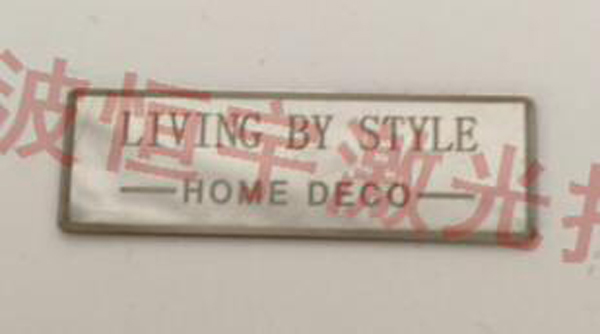 LIVING BY STYLE
—HOME DECO—
波恒宇激光